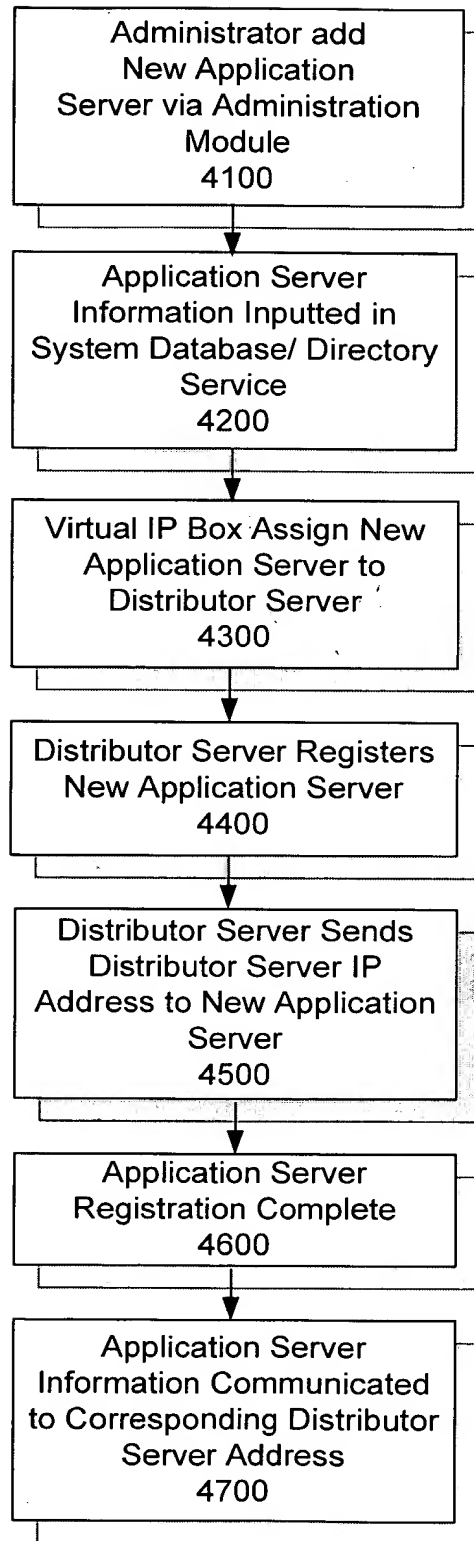 Administrator add
New Application
Server via Administration
Module
4100
Application Server
Information Inputted in
System Database/ Directory
Service
4200
Virtual IP Box Assign New
Application Server to
Distributor Server
4300
Distributor Server Registers
New Application Server
4400
Distributor Server Sends
Distributor Server IP
Address to New Application
Server
4500
Application Server
Registration Complete
4600
Application Server
Information Communicated
to Corresponding Distributor
Server Address
4700